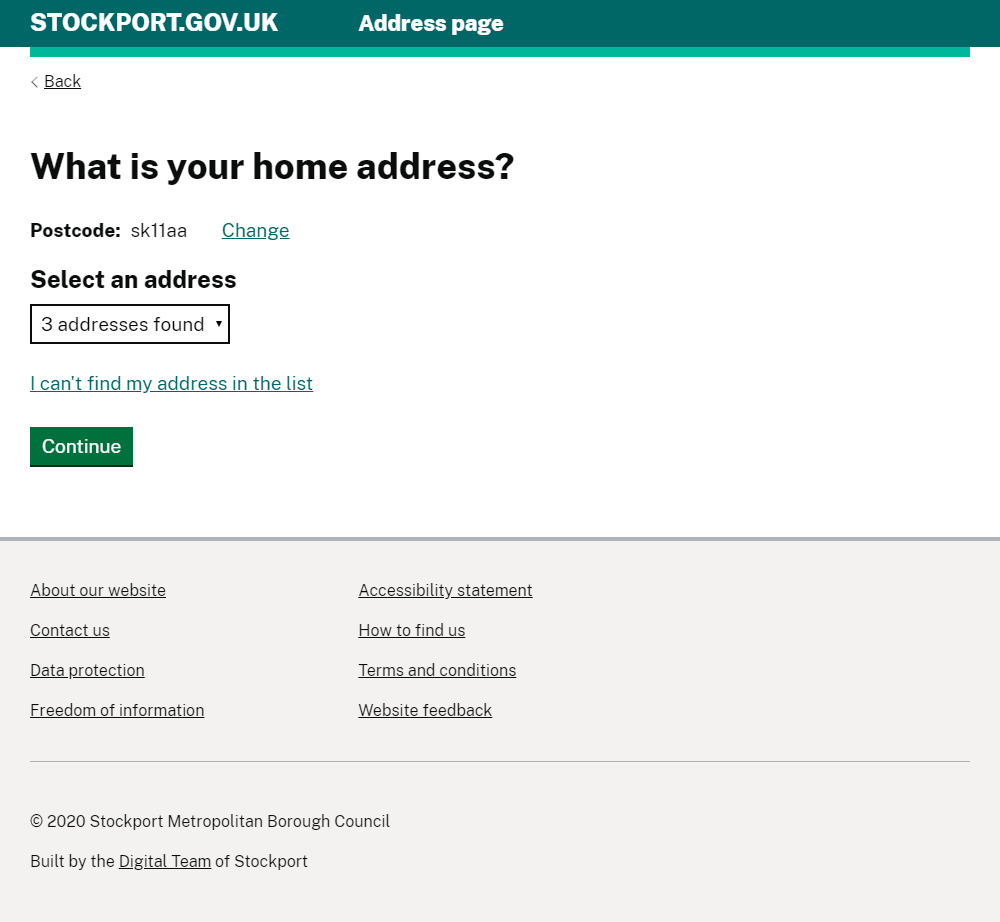 STOCKPORT.GOV.UK Address page
Back
What is your home address?
Postcode: sk11aa Change
Select an address
3 addresses found
I can't find my address in the list
Continue
About our website Accessibility statement
Contact us How to find us
Data protection Terms and conditions
Freedom of information Website feedback
© 2020 Stockport Metropolitan Borough Council
Built by the Digital Team of Stockport